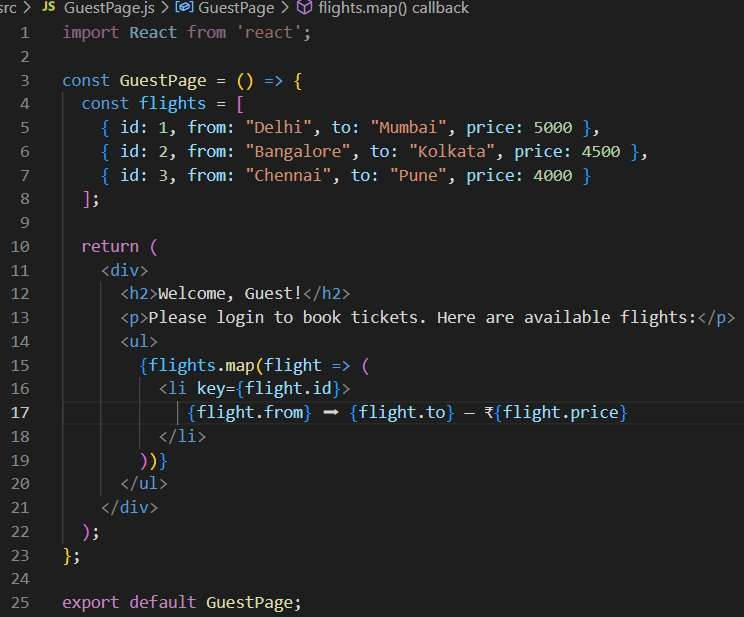 src > JS GuestPage.js > GuestPage > flights.map() callback
1 import React from 'react';
2
3 const GuestPage = () => {
4   const flights = [
5     { id: 1, from: "Delhi", to: "Mumbai", price: 5000 },
6     { id: 2, from: "Bangalore", to: "Kolkata", price: 4500 },
7     { id: 3, from: "Chennai", to: "Pune", price: 4000 }
8   ];
9
10   return (
11     <div>
12       <h2>Welcome, Guest!</h2>
13       <p>Please login to book tickets. Here are available flights:</p>
14       <ul>
15         {flights.map(flight => (
16           <li key={flight.id}>
17             {flight.from} ➡ {flight.to} — ₹{flight.price}
18           </li>
19         ))}
20       </ul>
21     </div>
22   );
23 };
24
25 export default GuestPage;